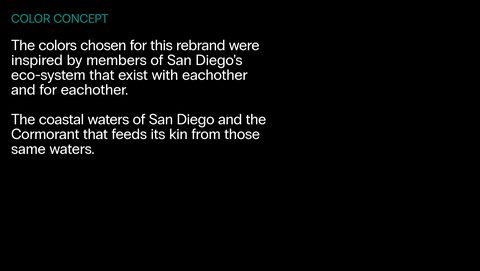 COLOR CONCEPT
The colors chosen for this rebrand were
inspired by members of San Diego's
eco-system that exist with eachother
and for eachother.
The coastal waters of San Diego and the
Cormorant that feeds its kin from those
same waters.